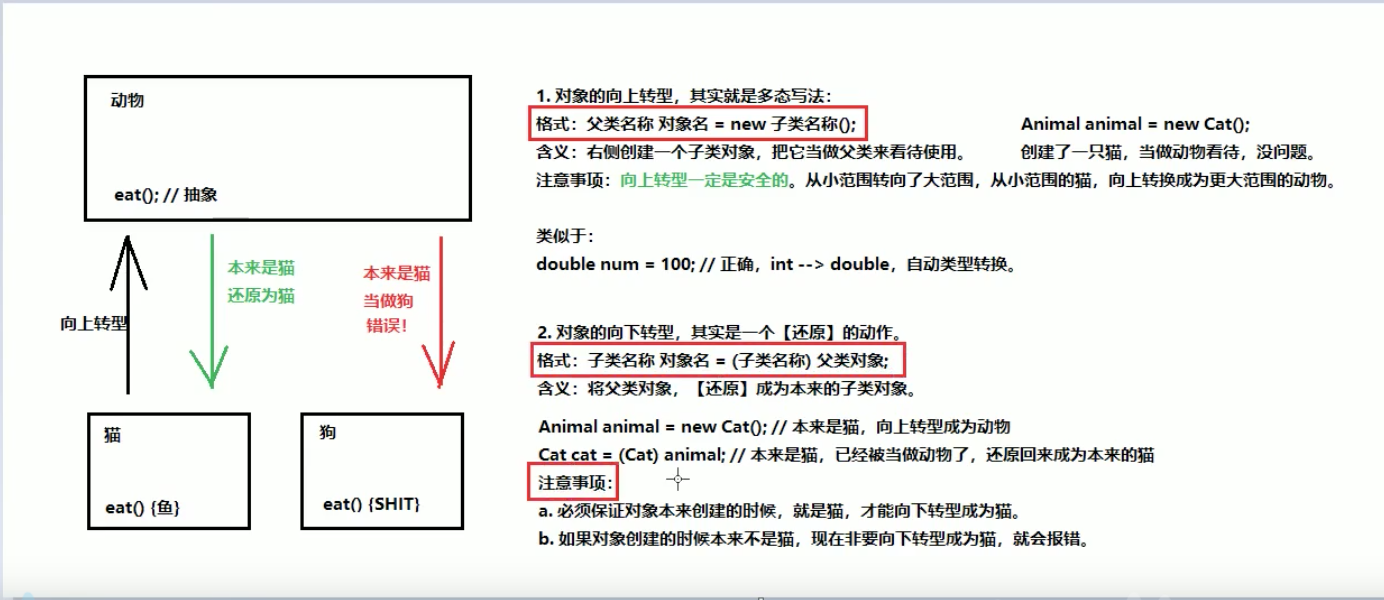 动物
eat(); // 抽象
向上转型
本来是猫
还原为猫
本来是猫
当做狗
错误！
猫
eat() {鱼}
狗
eat() {SHIT}
1. 对象的向上转型，其实就是多态写法：
格式：父类名称 对象名 = new 子类名称();
Animal animal = new Cat();
含义：右侧创建一个子类对象，把它当做父类来看待使用。
创建了一只猫，当做动物看待，没问题。
注意事项：向上转型一定是安全的。从小范围转向了大范围，从小范围的猫，向上转换成为更大范围的动物。
类似于：
double num = 100; // 正确，int --> double，自动类型转换。
2. 对象的向下转型，其实是一个【还原】的动作。
格式：子类名称 对象名 = (子类名称) 父类对象;
含义：将父类对象，【还原】成为本来的子类对象。
Animal animal = new Cat(); // 本来是猫，向上转型成为动物
Cat cat = (Cat) animal; // 本来是猫，已经被当做动物了，还原回来成为本来的猫
注意事项：
a. 必须保证对象本来创建的时候，就是猫，才能向下转型成为猫。
b. 如果对象创建的时候本来不是猫，现在非要向下转型成为猫，就会报错。